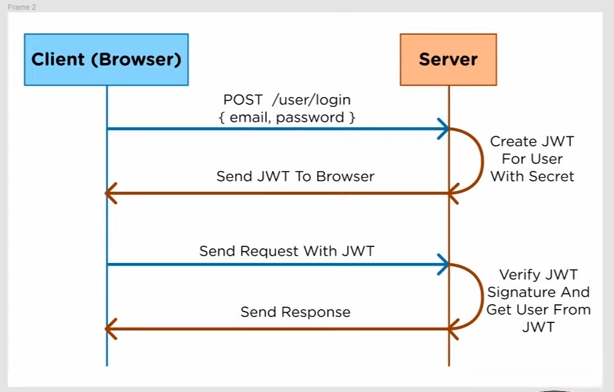 Frame 2
Client (Browser)
Server
POST /user/login
{ email, password }
Create JWT
For User
With Secret
Send JWT To Browser
Send Request With JWT
Verify JWT
Signature And
Get User From
JWT
Send Response